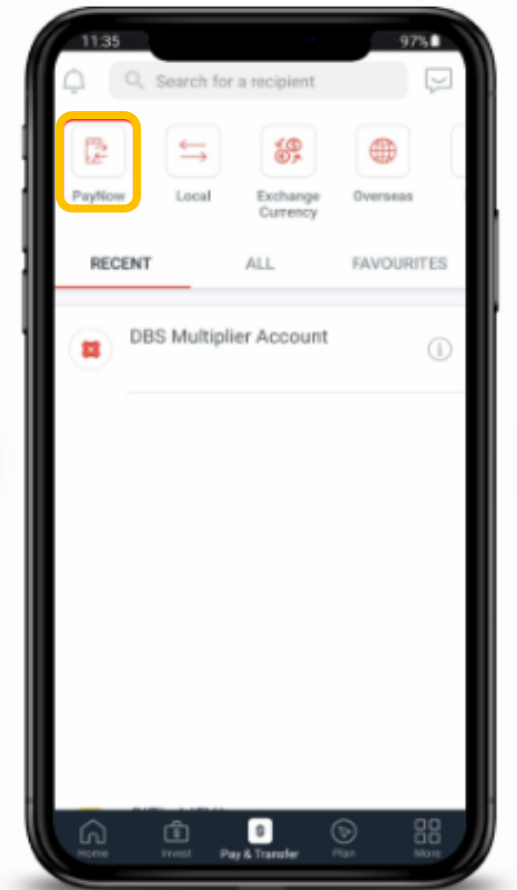 11:35
97%
Search for a recipient
PayNow
Local
Exchange
Currency
Overseas
RECENT
ALL
FAVOURITES
DBS Multiplier Account
Home
Invest
Pay & Transfer
Plan
More